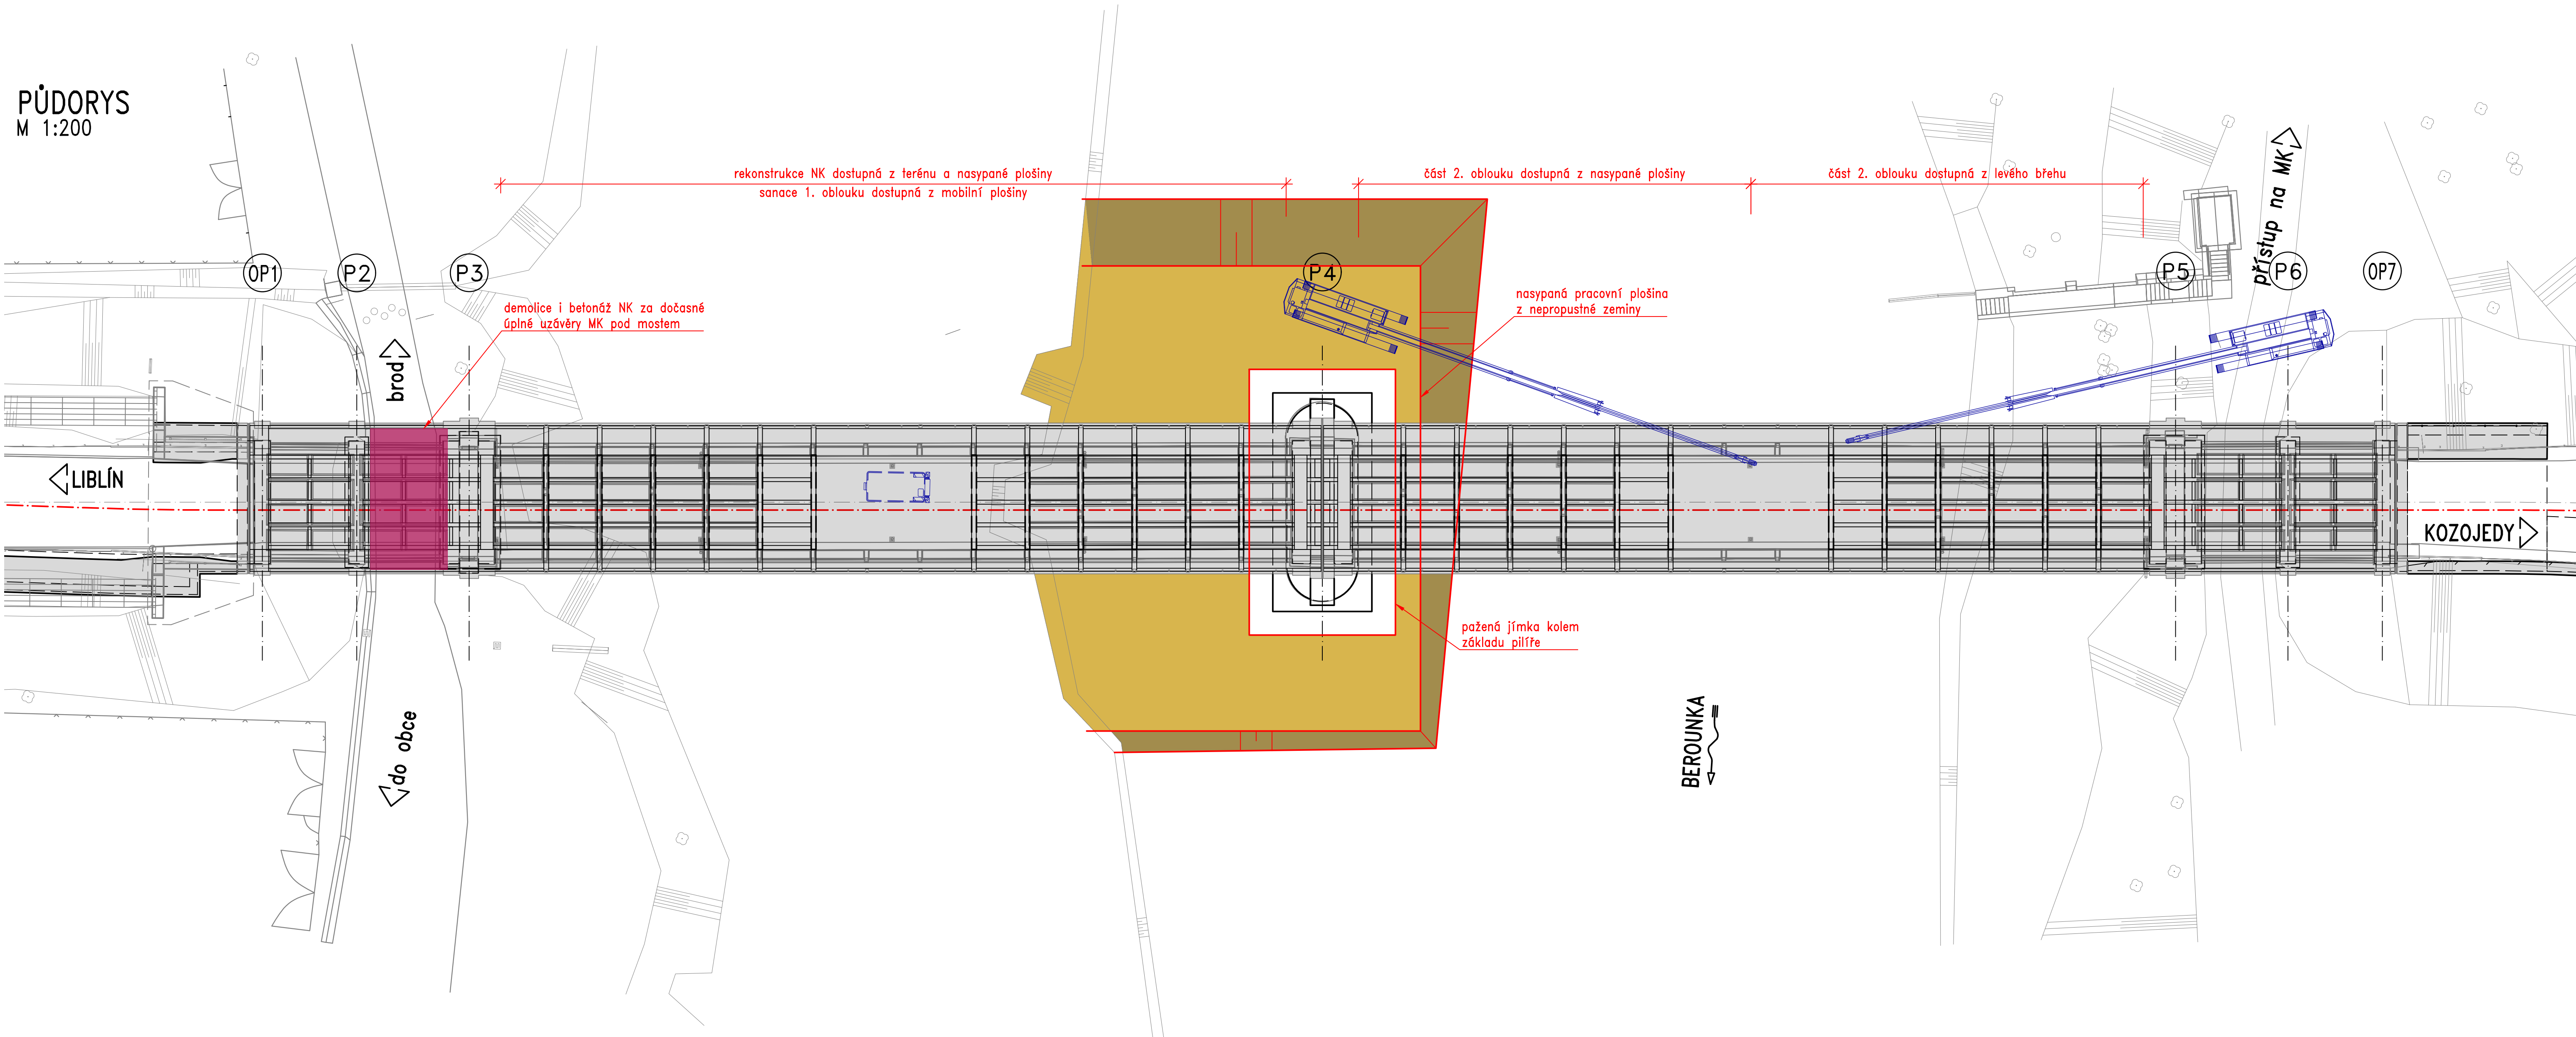 PŮDORYS
M 1:200
rekonstrukce NK dostupná z terénu a nasypané plošiny
sanace 1. oblouku dostupná z mobilní plošiny
část 2. oblouku dostupná z nasypané plošiny
část 2. oblouku dostupná z levého břehu
přístup na MK
OP1
P2
P3
P4
P5
P6
OP7
demolice i betonáž NK za dočasné
úplné uzávěry MK pod mostem
nasypaná pracovní plošina
z nepropustné zeminy
brod
LIBLÍN
KOZOJEDY
pažená jímka kolem
základu pilíře
do obce
BEROUNKA